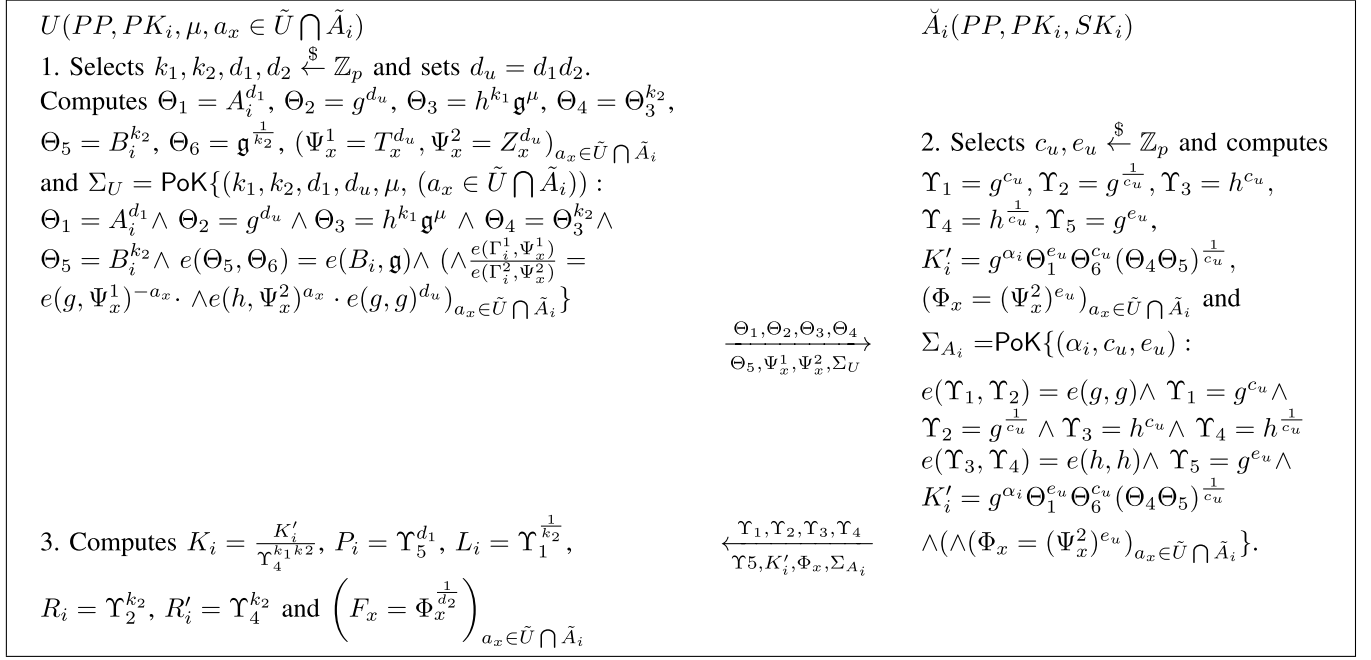 U(PP, PK_i, μ, a_x ∈ Ũ ⋂ Ã_i)
1. Selects k_1, k_2, d_1, d_2 ←$ ℤ_p and sets d_u = d_1d_2.
Computes Θ_1 = A_i^{d_1}, Θ_2 = g^{d_u}, Θ_3 = h^{k_1}𝔤^μ, Θ_4 = Θ_3^{k_2},
Θ_5 = B_i^{k_2}, Θ_6 = 𝔤^{1/k_2}, (Ψ_x^1 = T_x^{d_u}, Ψ_x^2 = Z_x^{d_u})_{a_x∈Ũ ⋂ Ã_i}
and Σ_U = PoK{(k_1, k_2, d_1, d_u, μ, (a_x ∈ Ũ ⋂ Ã_i)) :
Θ_1 = A_i^{d_1} ∧ Θ_2 = g^{d_u} ∧ Θ_3 = h^{k_1}𝔤^μ ∧ Θ_4 = Θ_3^{k_2} ∧
Θ_5 = B_i^{k_2} ∧ e(Θ_5, Θ_6) = e(B_i, 𝔤) ∧ (∧ e(Γ_i^1, Ψ_x^1)/e(Γ_i^2, Ψ_x^2) =
e(g, Ψ_x^1)^{-a_x} · ∧e(h, Ψ_x^2)^{a_x} · e(g, g)^{d_u})_{a_x∈Ũ ⋂ Ã_i}}
Θ_1,Θ_2,Θ_3,Θ_4
Θ_5,Ψ_x^1,Ψ_x^2,Σ_U
Ă_i(PP, PK_i, SK_i)
2. Selects c_u, e_u ←$ ℤ_p and computes
Υ_1 = g^{c_u}, Υ_2 = g^{1/c_u}, Υ_3 = h^{c_u},
Υ_4 = h^{1/c_u}, Υ_5 = g^{e_u},
K'_i = g^{α_i}Θ_1^{e_u}Θ_6^{c_u}(Θ_4Θ_5)^{1/c_u},
(Φ_x = (Ψ_x^2)^{e_u})_{a_x∈Ũ ⋂ Ã_i} and
Σ_{A_i} =PoK{(α_i, c_u, e_u) :
e(Υ_1, Υ_2) = e(g, g)∧ Υ_1 = g^{c_u}∧
Υ_2 = g^{1/c_u} ∧ Υ_3 = h^{c_u}∧ Υ_4 = h^{1/c_u}
e(Υ_3, Υ_4) = e(h, h)∧ Υ_5 = g^{e_u}∧
K'_i = g^{α_i}Θ_1^{e_u}Θ_6^{c_u}(Θ_4Θ_5)^{1/c_u}
∧(∧(Φ_x = (Ψ_x^2)^{e_u})_{a_x∈Ũ ⋂ Ã_i}}.
Υ_1,Υ_2,Υ_3,Υ_4
Υ5,K'_i,Φ_x,Σ_{A_i}
3. Computes K_i = K'_i/Υ_4^{k_1k_2}, P_i = Υ_5^{d_1}, L_i = Υ_1^{1/k_2},
R_i = Υ_2^{k_2}, R'_i = Υ_4^{k_2} and (F_x = Φ_x^{1/d_2})_{a_x∈Ũ ⋂ Ã_i}